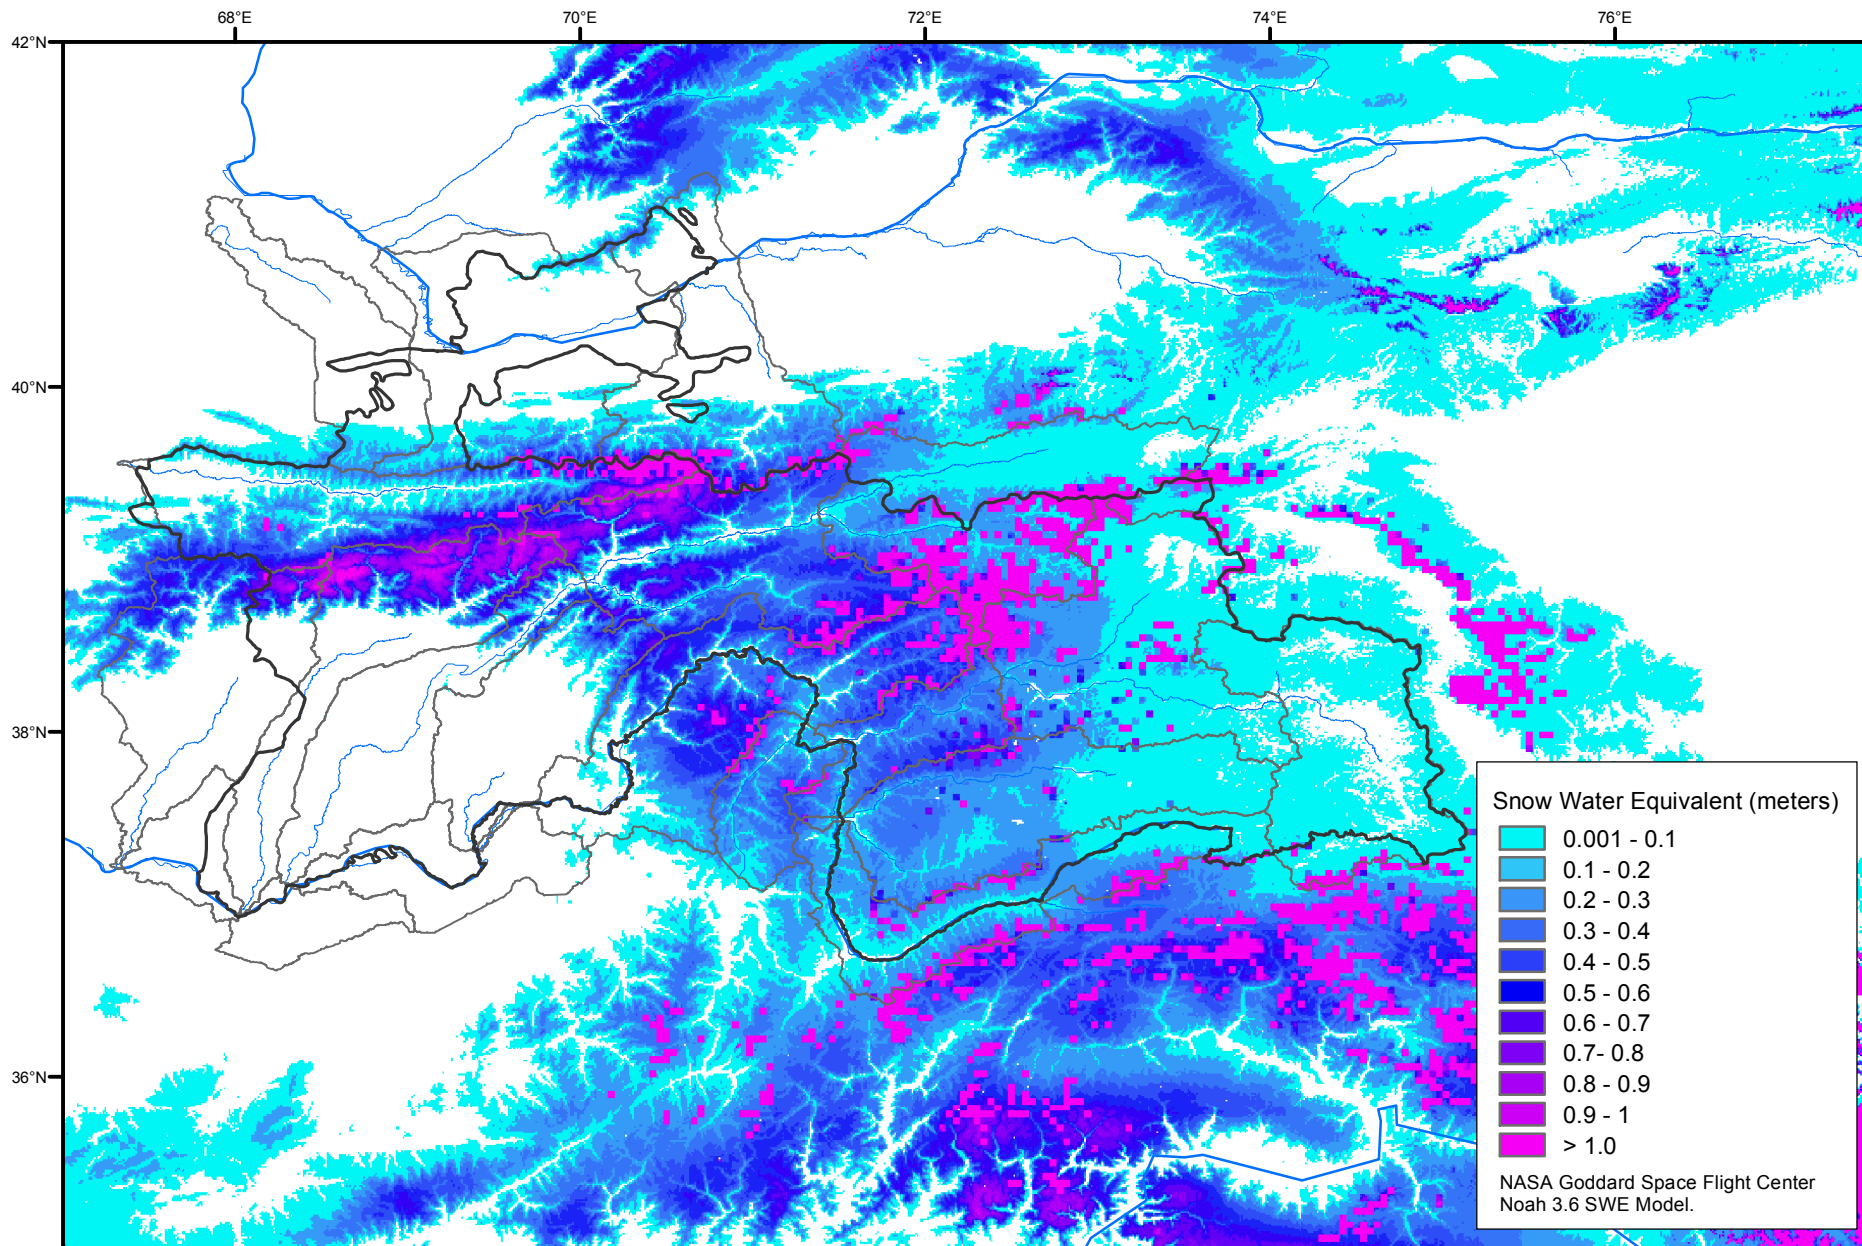 68°E 70°E 72°E 74°E 76°E
42°N
40°N
38°N
36°N
Snow Water Equivalent (meters)
0.001 - 0.1
0.1 - 0.2
0.2 - 0.3
0.3 - 0.4
0.4 - 0.5
0.5 - 0.6
0.6 - 0.7
0.7- 0.8
0.8 - 0.9
0.9 - 1
> 1.0
NASA Goddard Space Flight Center
Noah 3.6 SWE Model.